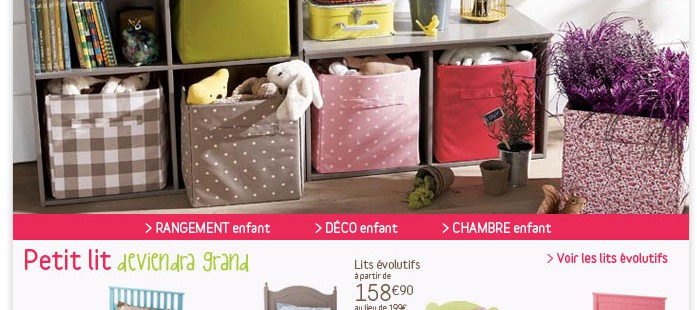 > RANGEMENT enfant > DÉCO enfant > CHAMBRE enfant
Petit lit deviendra grand
> Voir les lits évolutifs
Lits évolutifs
à partir de
158€90
au lieu de 199€